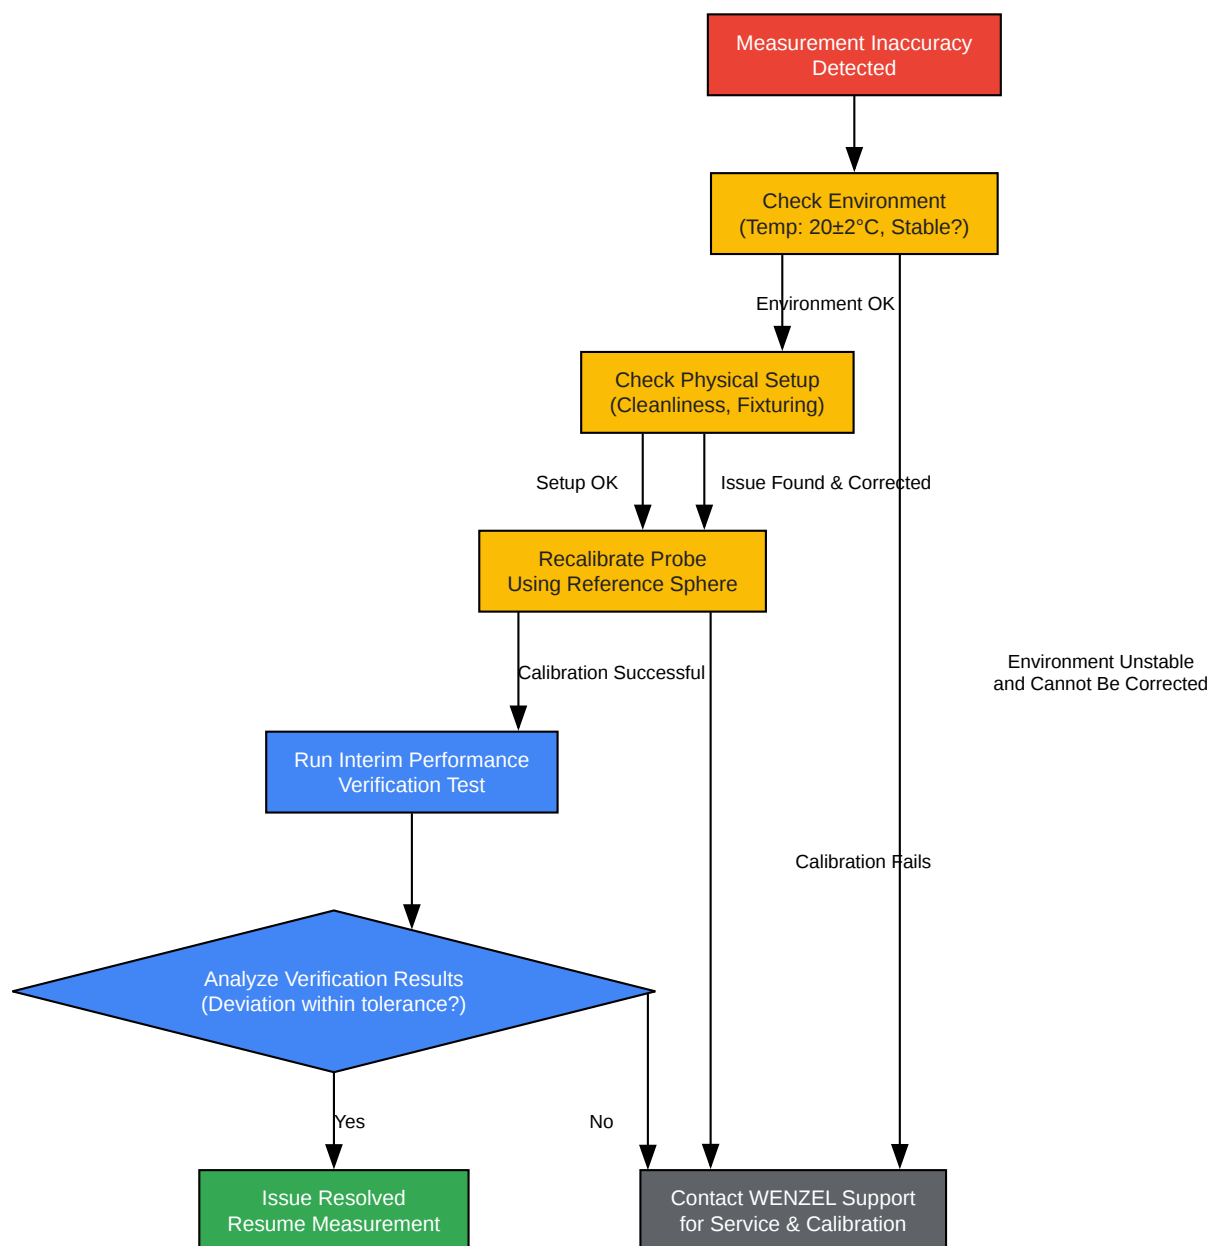 Measurement Inaccuracy
Detected
Check Environment
(Temp: 20±2°C, Stable?)
Environment OK
Check Physical Setup
(Cleanliness, Fixturing)
Setup OK
Issue Found & Corrected
Recalibrate Probe
Using Reference Sphere
Calibration Successful
Environment Unstable
and Cannot Be Corrected
Run Interim Performance
Verification Test
Calibration Fails
Analyze Verification Results
(Deviation within tolerance?)
Yes
No
Issue Resolved
Resume Measurement
Contact WENZEL Support
for Service & Calibration